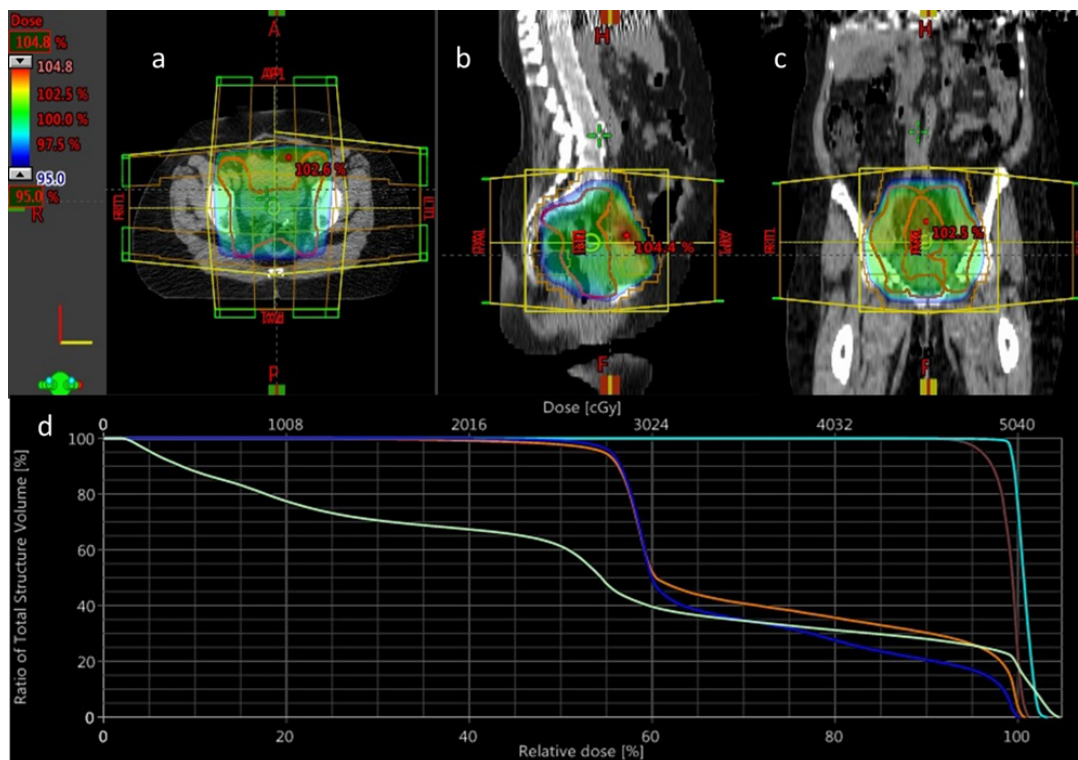 Dose
104.8 %
104.8
102.5 %
100.0 %
97.5 %
95.0
95.0 %
R
a
A
102.6 %
P
b
H
104.4 %
F
c
H
102.5 %
F
d
Dose [cGy]
0 1008 2016 3024 4032 5040
Ratio of Total Structure Volume [%]
100
80
60
40
20
0
0 20 40 60 80 100
Relative dose [%]